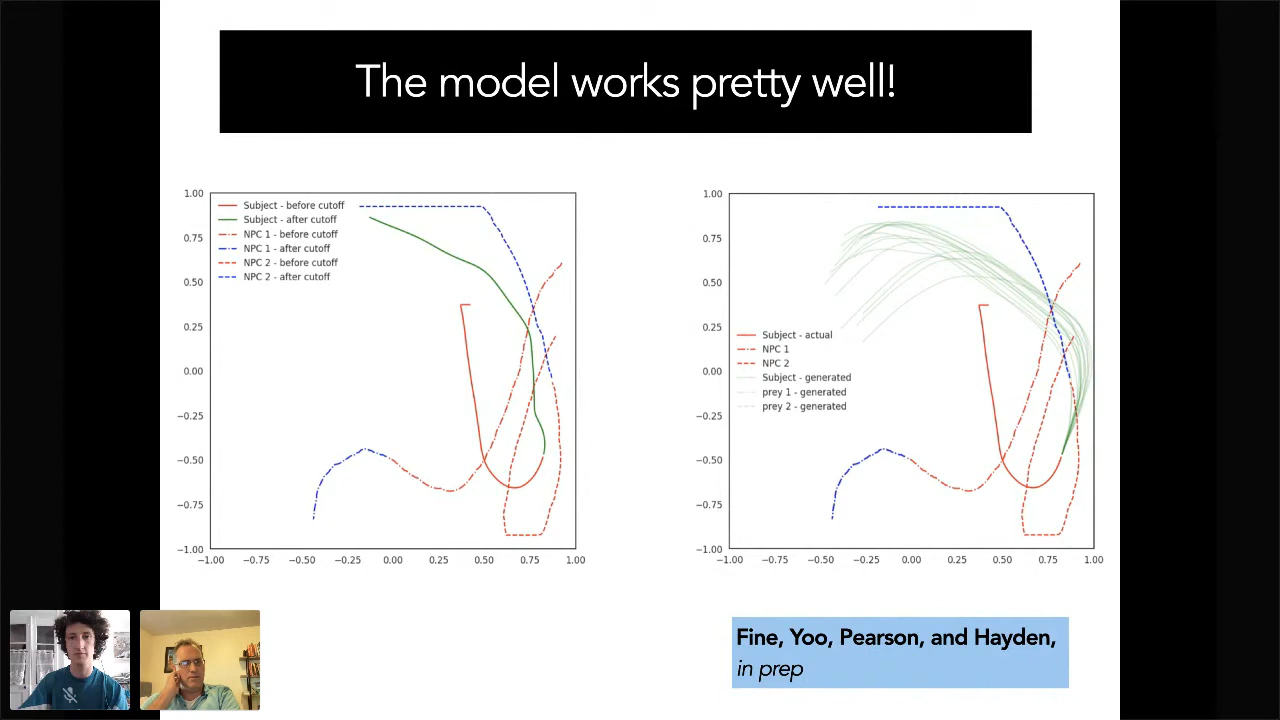 The model works pretty well!
1.00
0.75
0.50
0.25
0.00
−0.25
−0.50
−0.75
−1.00
−1.00 −0.75 −0.50 −0.25 0.00 0.25 0.50 0.75 1.00
Subject - before cutoff
Subject - after cutoff
NPC 1 - before cutoff
NPC 1 - after cutoff
NPC 2 - before cutoff
NPC 2 - after cutoff
1.00
0.75
0.50
0.25
0.00
−0.25
−0.50
−0.75
−1.00
−1.00 −0.75 −0.50 −0.25 0.00 0.25 0.50 0.75 1.00
Subject - actual
NPC 1
NPC 2
Subject - generated
prey 1 - generated
prey 2 - generated
Fine, Yoo, Pearson, and Hayden,
in prep